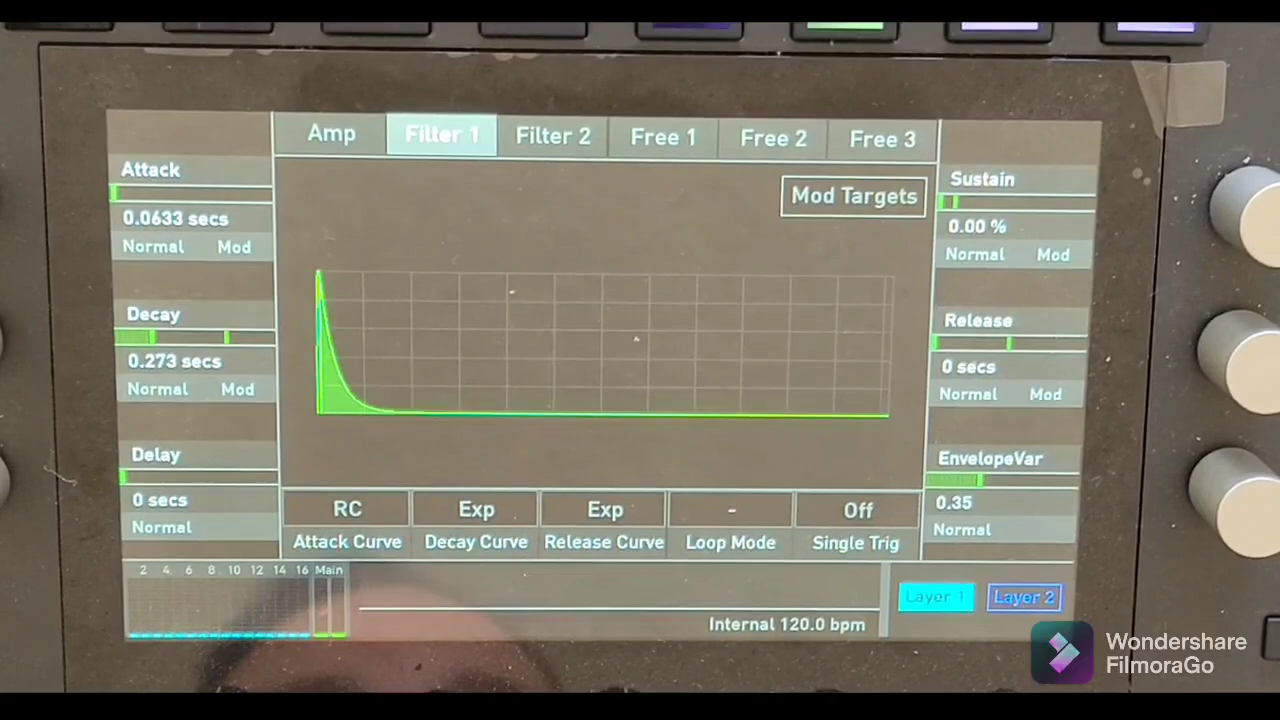 Amp Filter 1 Filter 2 Free 1 Free 2 Free 3
Mod Targets
Attack
0.0633 secs
Normal Mod
Decay
0.273 secs
Normal Mod
Delay
0 secs
Normal
Sustain
0.00 %
Normal Mod
Release
0 secs
Normal Mod
EnvelopeVar
0.35
Normal
RC Exp Exp - Off
Attack Curve Decay Curve Release Curve Loop Mode Single Trig
2 4 6 8 10 12 14 16 Main
Layer 1 Layer 2
Internal 120.0 bpm
Wondershare
FilmoraGo